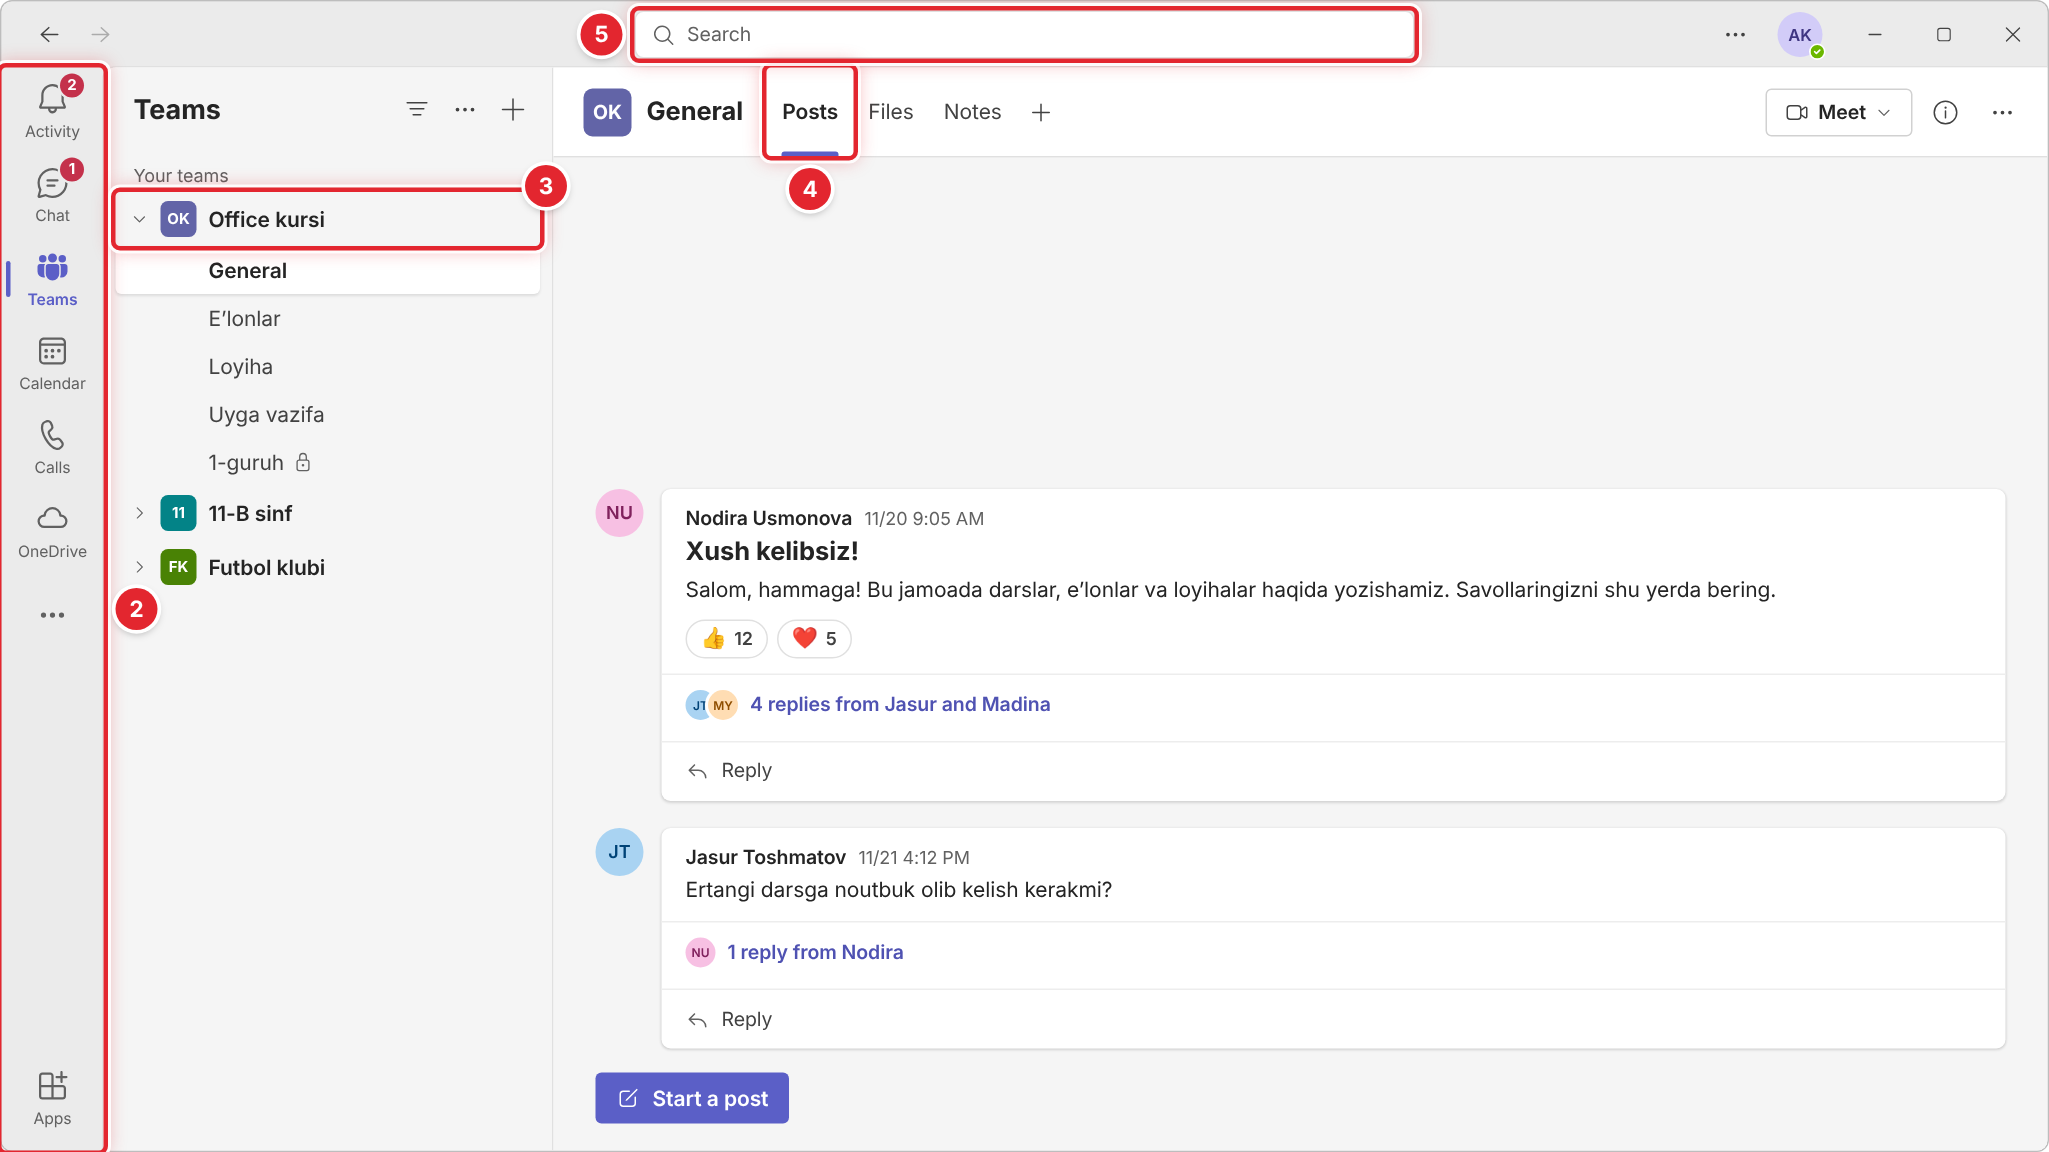 5
Search
AK
2
Activity
1
Chat
Teams
Calendar
Calls
OneDrive
Apps
2
Teams
Your teams
3
OK Office kursi
General
E’lonlar
Loyiha
Uyga vazifa
1-guruh
11 11-B sinf
FK Futbol klubi
OK General Posts Files Notes
4
Meet
NU
Nodira Usmonova 11/20 9:05 AM
Xush kelibsiz!
Salom, hammaga! Bu jamoada darslar, e’lonlar va loyihalar haqida yozishamiz. Savollaringizni shu yerda bering.
12 5
JT MY 4 replies from Jasur and Madina
Reply
JT
Jasur Toshmatov 11/21 4:12 PM
Ertangi darsga noutbuk olib kelish kerakmi?
NU 1 reply from Nodira
Reply
Start a post